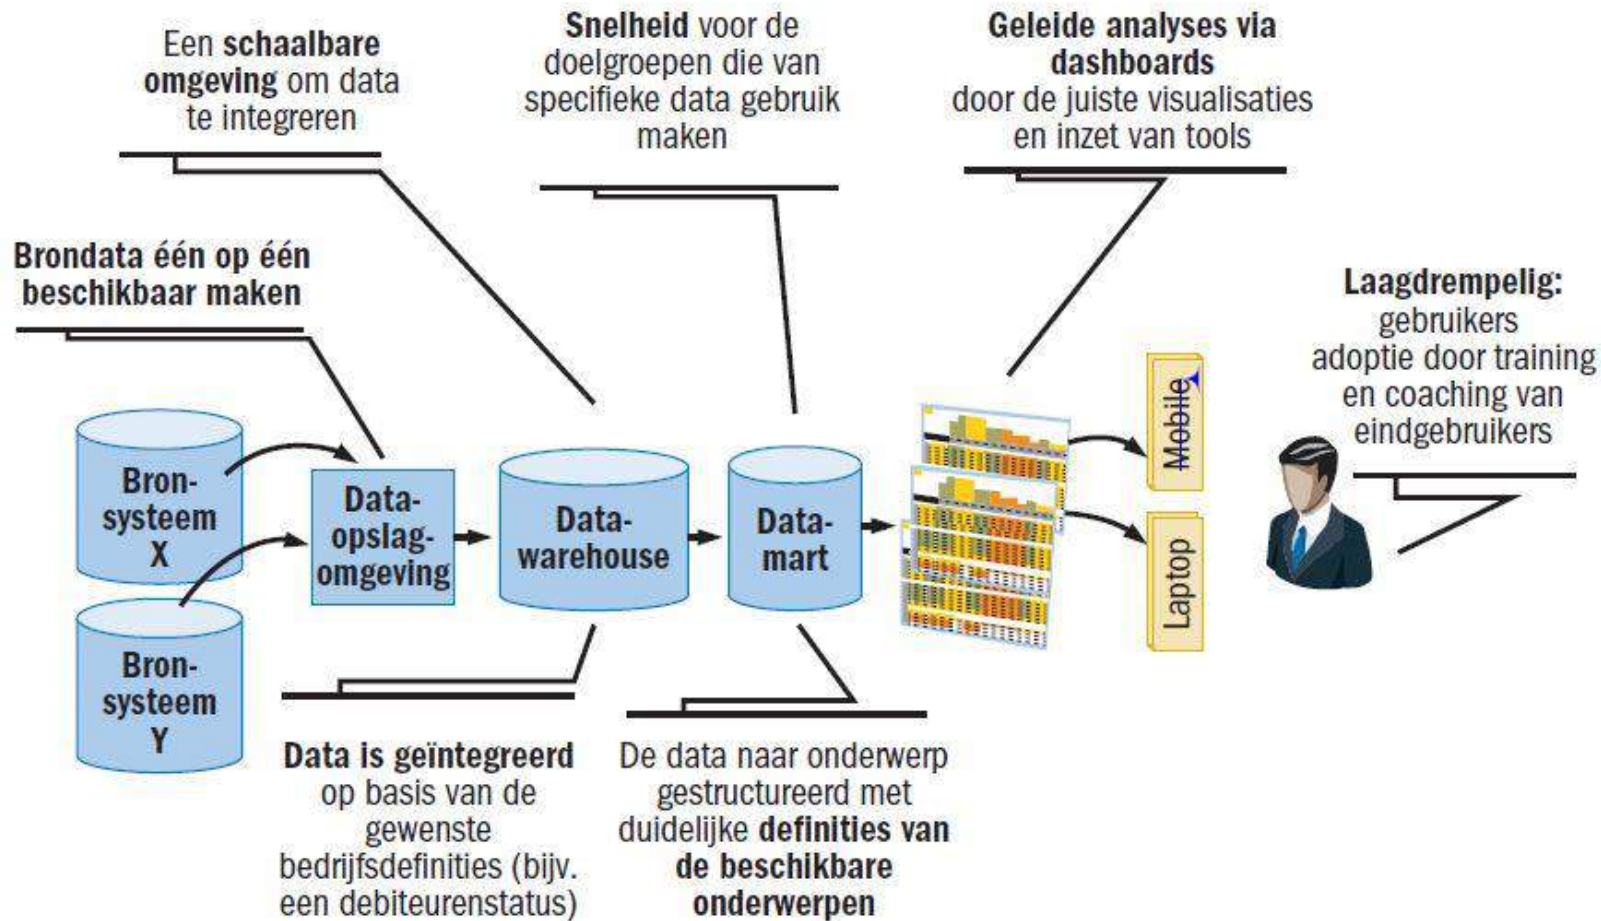 Een schaalbare
omgeving om data
te integreren
Snelheid voor de
doelgroepen die van
specifieke data gebruik
maken
Geleide analyses via
dashboards
door de juiste visualisaties
en inzet van tools
Brondata één op één
beschikbaar maken
Laagdrempelig:
gebruikers
adoptie door training
en coaching van
eindgebruikers
Bron-
systeem
X
Bron-
systeem
Y
Data-
opslag-
omgeving
Data-
warehouse
Data-
mart
Mobile
Laptop
Data is geïntegreerd
op basis van de
gewenste
bedrijfsdefinities (bijv.
een debiteurenstatus)
De data naar onderwerp
gestructureerd met
duidelijke definities van
de beschikbare
onderwerpen